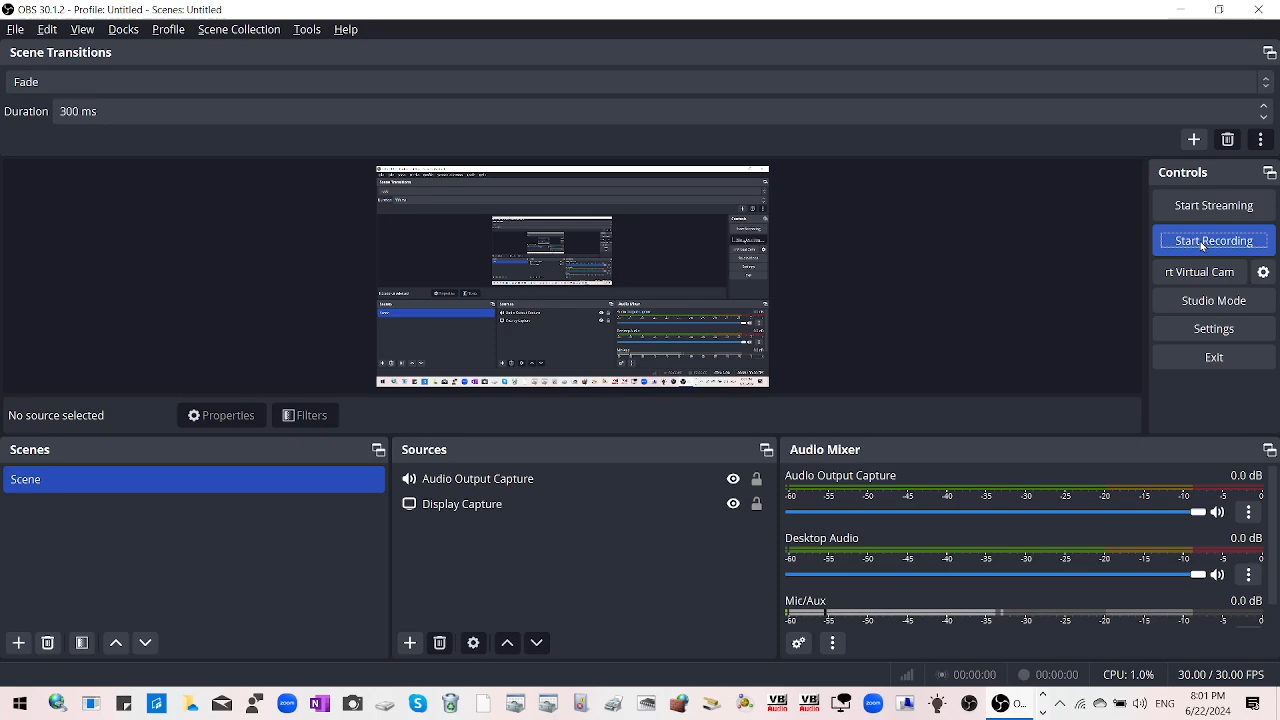 OBS 30.1.2 - Profile: Untitled - Scenes: Untitled
File Edit View Docks Profile Scene Collection Tools Help
Scene Transitions
Fade
Duration 300 ms
Controls
Start Streaming
Start Recording
rt Virtual Cam
Studio Mode
Settings
Exit
No source selected Properties Filters
Scenes
Scene
Sources
Audio Output Capture
Display Capture
Audio Mixer
Audio Output Capture 0.0 dB
-60 -55 -50 -45 -40 -35 -30 -25 -20 -15 -10 -5 0
Desktop Audio 0.0 dB
-60 -55 -50 -45 -40 -35 -30 -25 -20 -15 -10 -5 0
Mic/Aux 0.0 dB
-60 -55 -50 -45 -40 -35 -30 -25 -20 -15 -10 -5 0
00:00:00 00:00:00 CPU: 1.0% 30.00 / 30.00 FPS
zoom VB Audio VB Audio zoom O... ENG 8:01 PM
6/22/2024